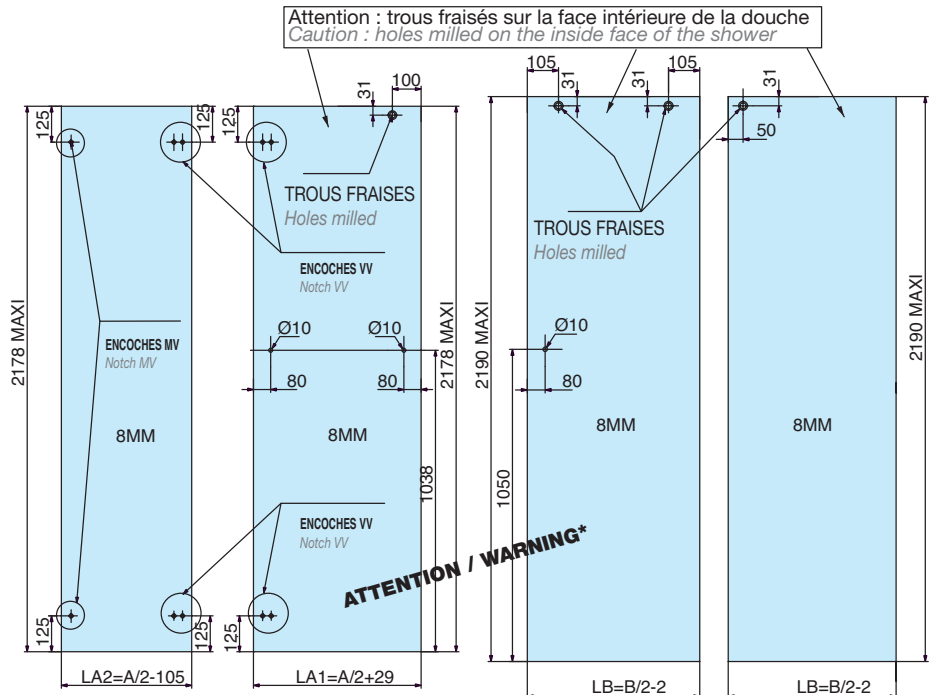 Attention : trous fraisés sur la face intérieure de la douche
Caution : holes milled on the inside face of the shower
125
125
125
31
100
105
31
31
105
31
50
TROUS FRAISES
Holes milled
TROUS FRAISES
Holes milled
ENCOCHES VV
Notch VV
ENCOCHES MV
Notch MV
2178 MAXI
2178 MAXI
2190 MAXI
2190 MAXI
Ø10
Ø10
Ø10
80
80
80
8MM
8MM
8MM
8MM
1038
1050
ENCOCHES VV
Notch VV
ATTENTION / WARNING*
125
125
125
LA2=A/2-105
LA1=A/2+29
LB=B/2-2
LB=B/2-2